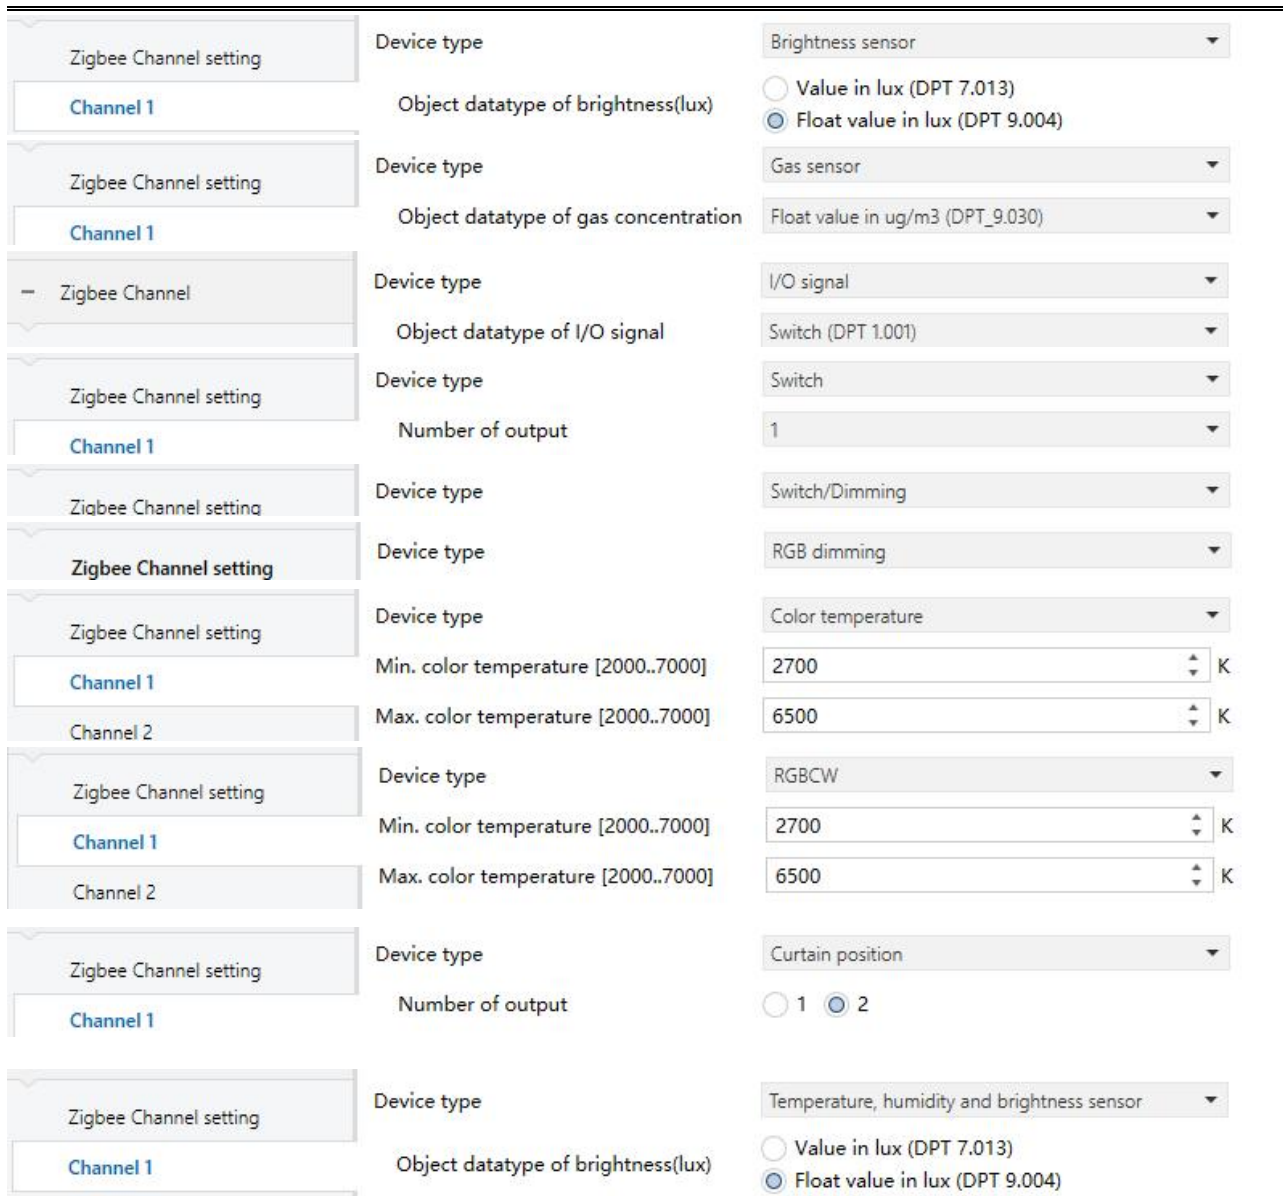 Zigbee Channel setting
Device type Brightness sensor
Channel 1
Object datatype of brightness(lux) Value in lux (DPT 7.013)
Float value in lux (DPT 9.004)
Zigbee Channel setting
Device type Gas sensor
Channel 1
Object datatype of gas concentration Float value in ug/m3 (DPT_9.030)
Zigbee Channel
Device type I/O signal
Object datatype of I/O signal Switch (DPT 1.001)
Zigbee Channel setting
Device type Switch
Channel 1
Number of output 1
Zigbee Channel setting
Device type Switch/Dimming
Zigbee Channel setting
Device type RGB dimming
Zigbee Channel setting
Device type Color temperature
Channel 1
Min. color temperature [2000..7000] 2700 K
Channel 2
Max. color temperature [2000..7000] 6500 K
Zigbee Channel setting
Device type RGBCW
Channel 1
Min. color temperature [2000..7000] 2700 K
Channel 2
Max. color temperature [2000..7000] 6500 K
Zigbee Channel setting
Device type Curtain position
Channel 1
Number of output 1 2
Zigbee Channel setting
Device type Temperature, humidity and brightness sensor
Channel 1
Object datatype of brightness(lux) Value in lux (DPT 7.013)
Float value in lux (DPT 9.004)